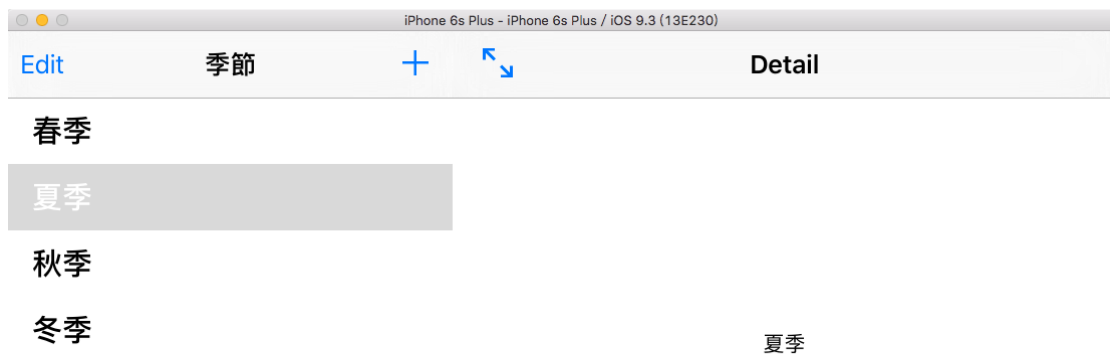 iPhone 6s Plus - iPhone 6s Plus / iOS 9.3 (13E230)
Edit 季節 + Detail
春季
夏季
秋季
冬季
夏季